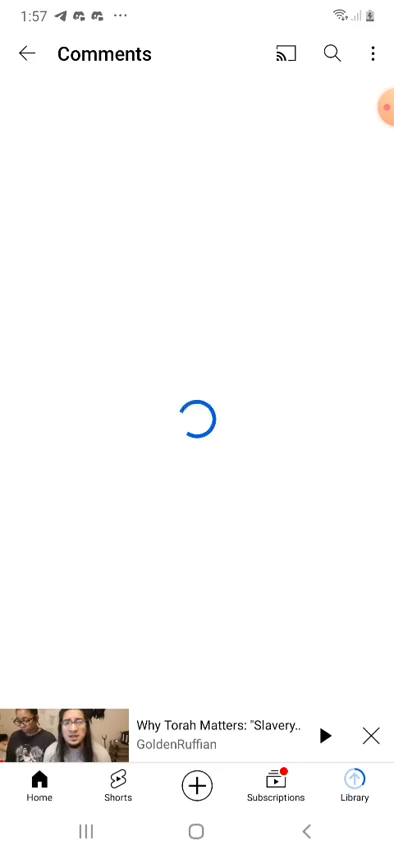 1:57
Comments
Why Torah Matters: "Slavery..
GoldenRuffian
Home
Shorts
Subscriptions
Library